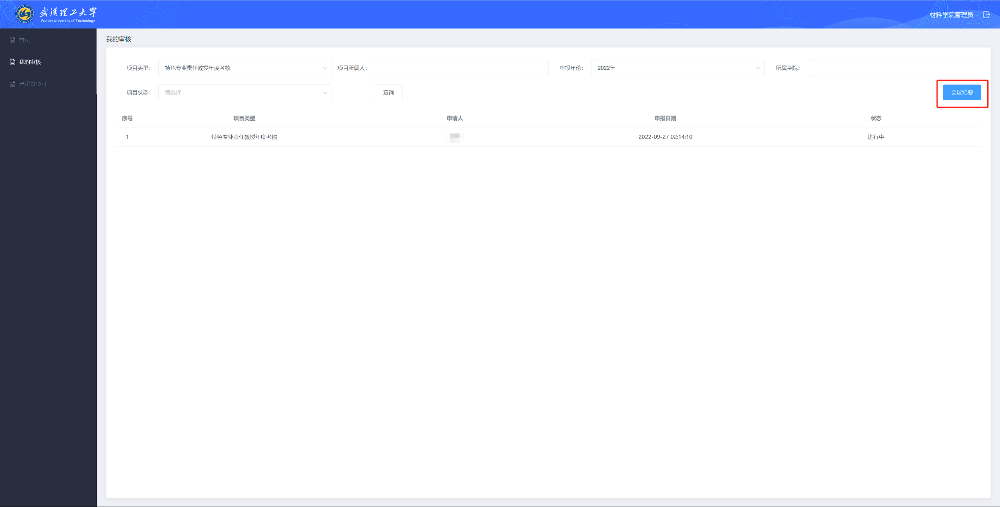 武汉理工大学
Wuhan University of Technology
材料学院管理员
首页
我的审核
已审核项目
我的审核
项目类型： 特色专业责任教授年度考核 项目所属人： 申报年份： 2022年 所属学院：
项目状态： 请选择 查询 会议纪要
序号 项目类型 申请人 申报日期 状态
1 特色专业责任教授年度考核 2022-09-27 02:14:10 进行中